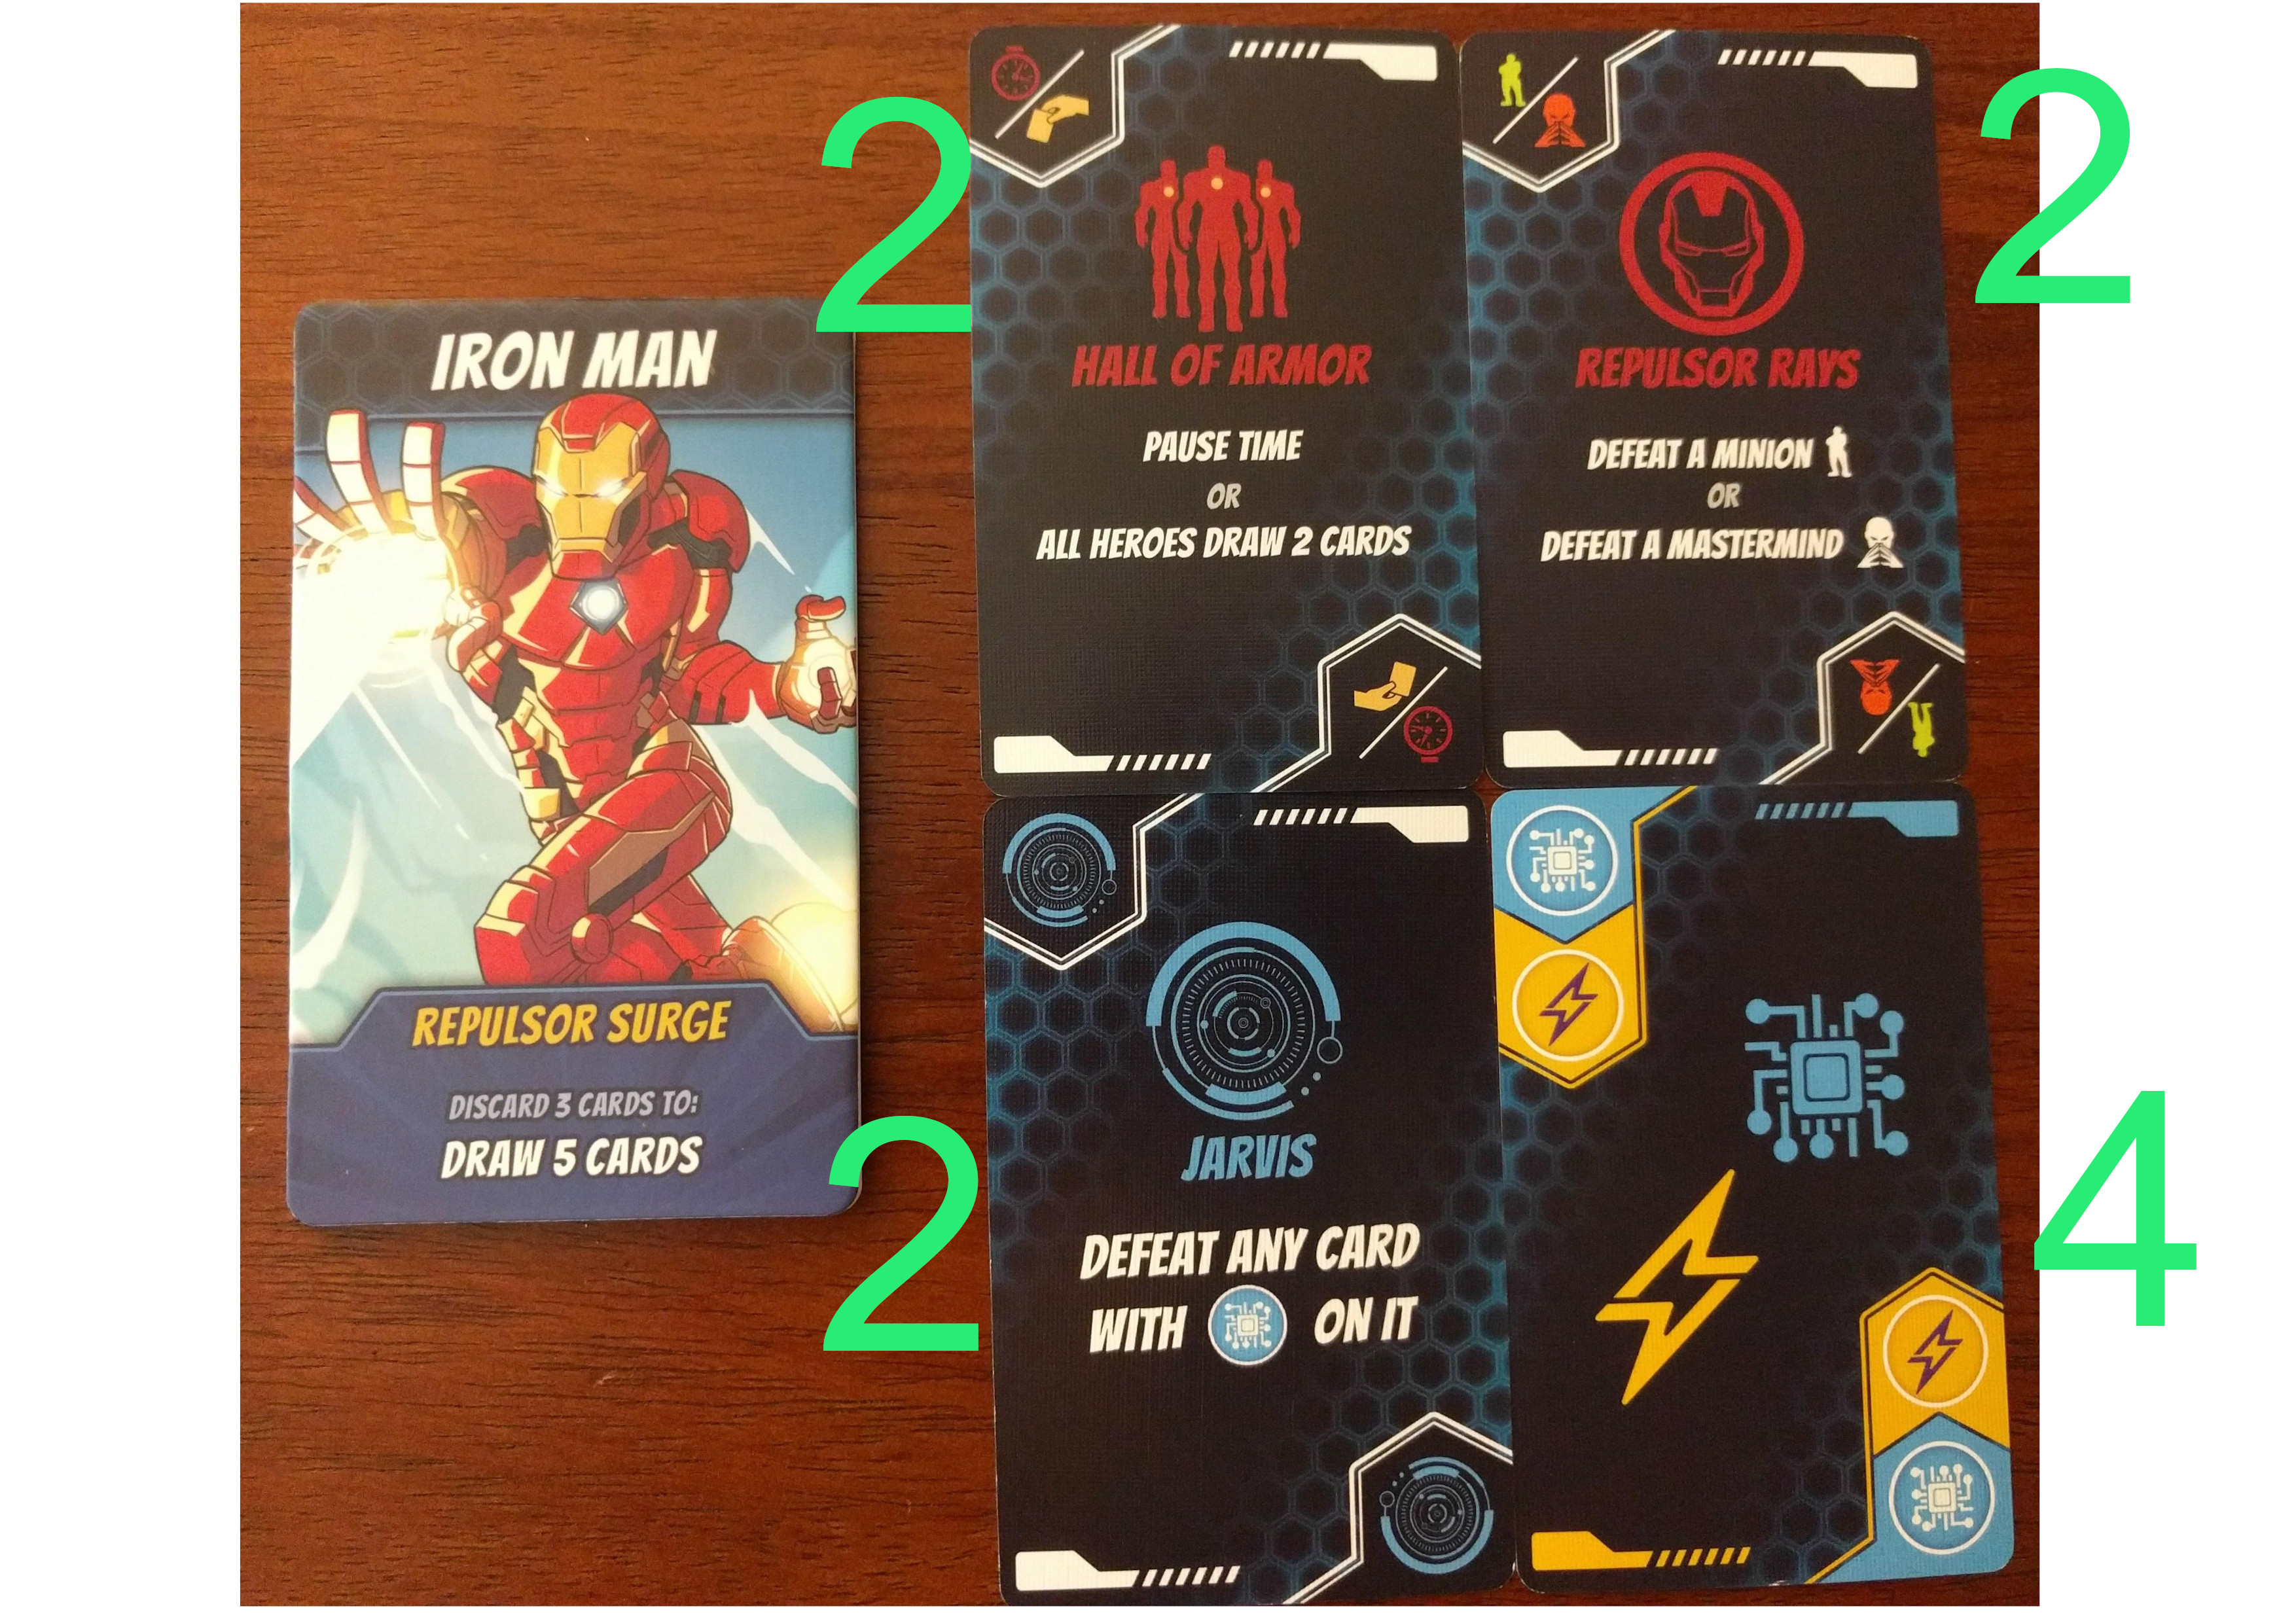 IRON MAN
REPULSOR SURGE
DISCARD 3 CARDS TO:
DRAW 5 CARDS
2
HALL OF ARMOR
PAUSE TIME
OR
ALL HEROES DRAW 2 CARDS
2
REPULSOR RAYS
DEFEAT A MINION
OR
DEFEAT A MASTERMIND
2
JARVIS
DEFEAT ANY CARD
WITH ON IT
4